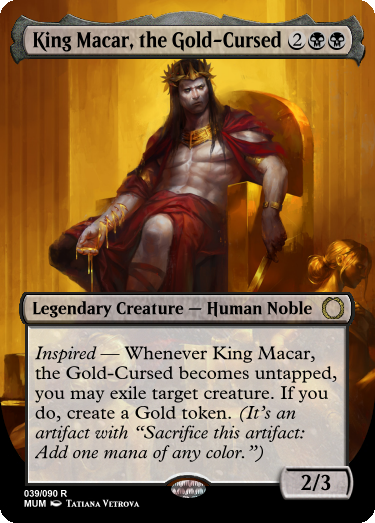 King Macar, the Gold-Cursed 2
Legendary Creature — Human Noble
Inspired — Whenever King Macar,
the Gold-Cursed becomes untapped,
you may exile target creature. If you
do, create a Gold token. (It's an
artifact with “Sacrifice this artifact:
Add one mana of any color.”)
2/3
039/090 R
MUM TATIANA VETROVA